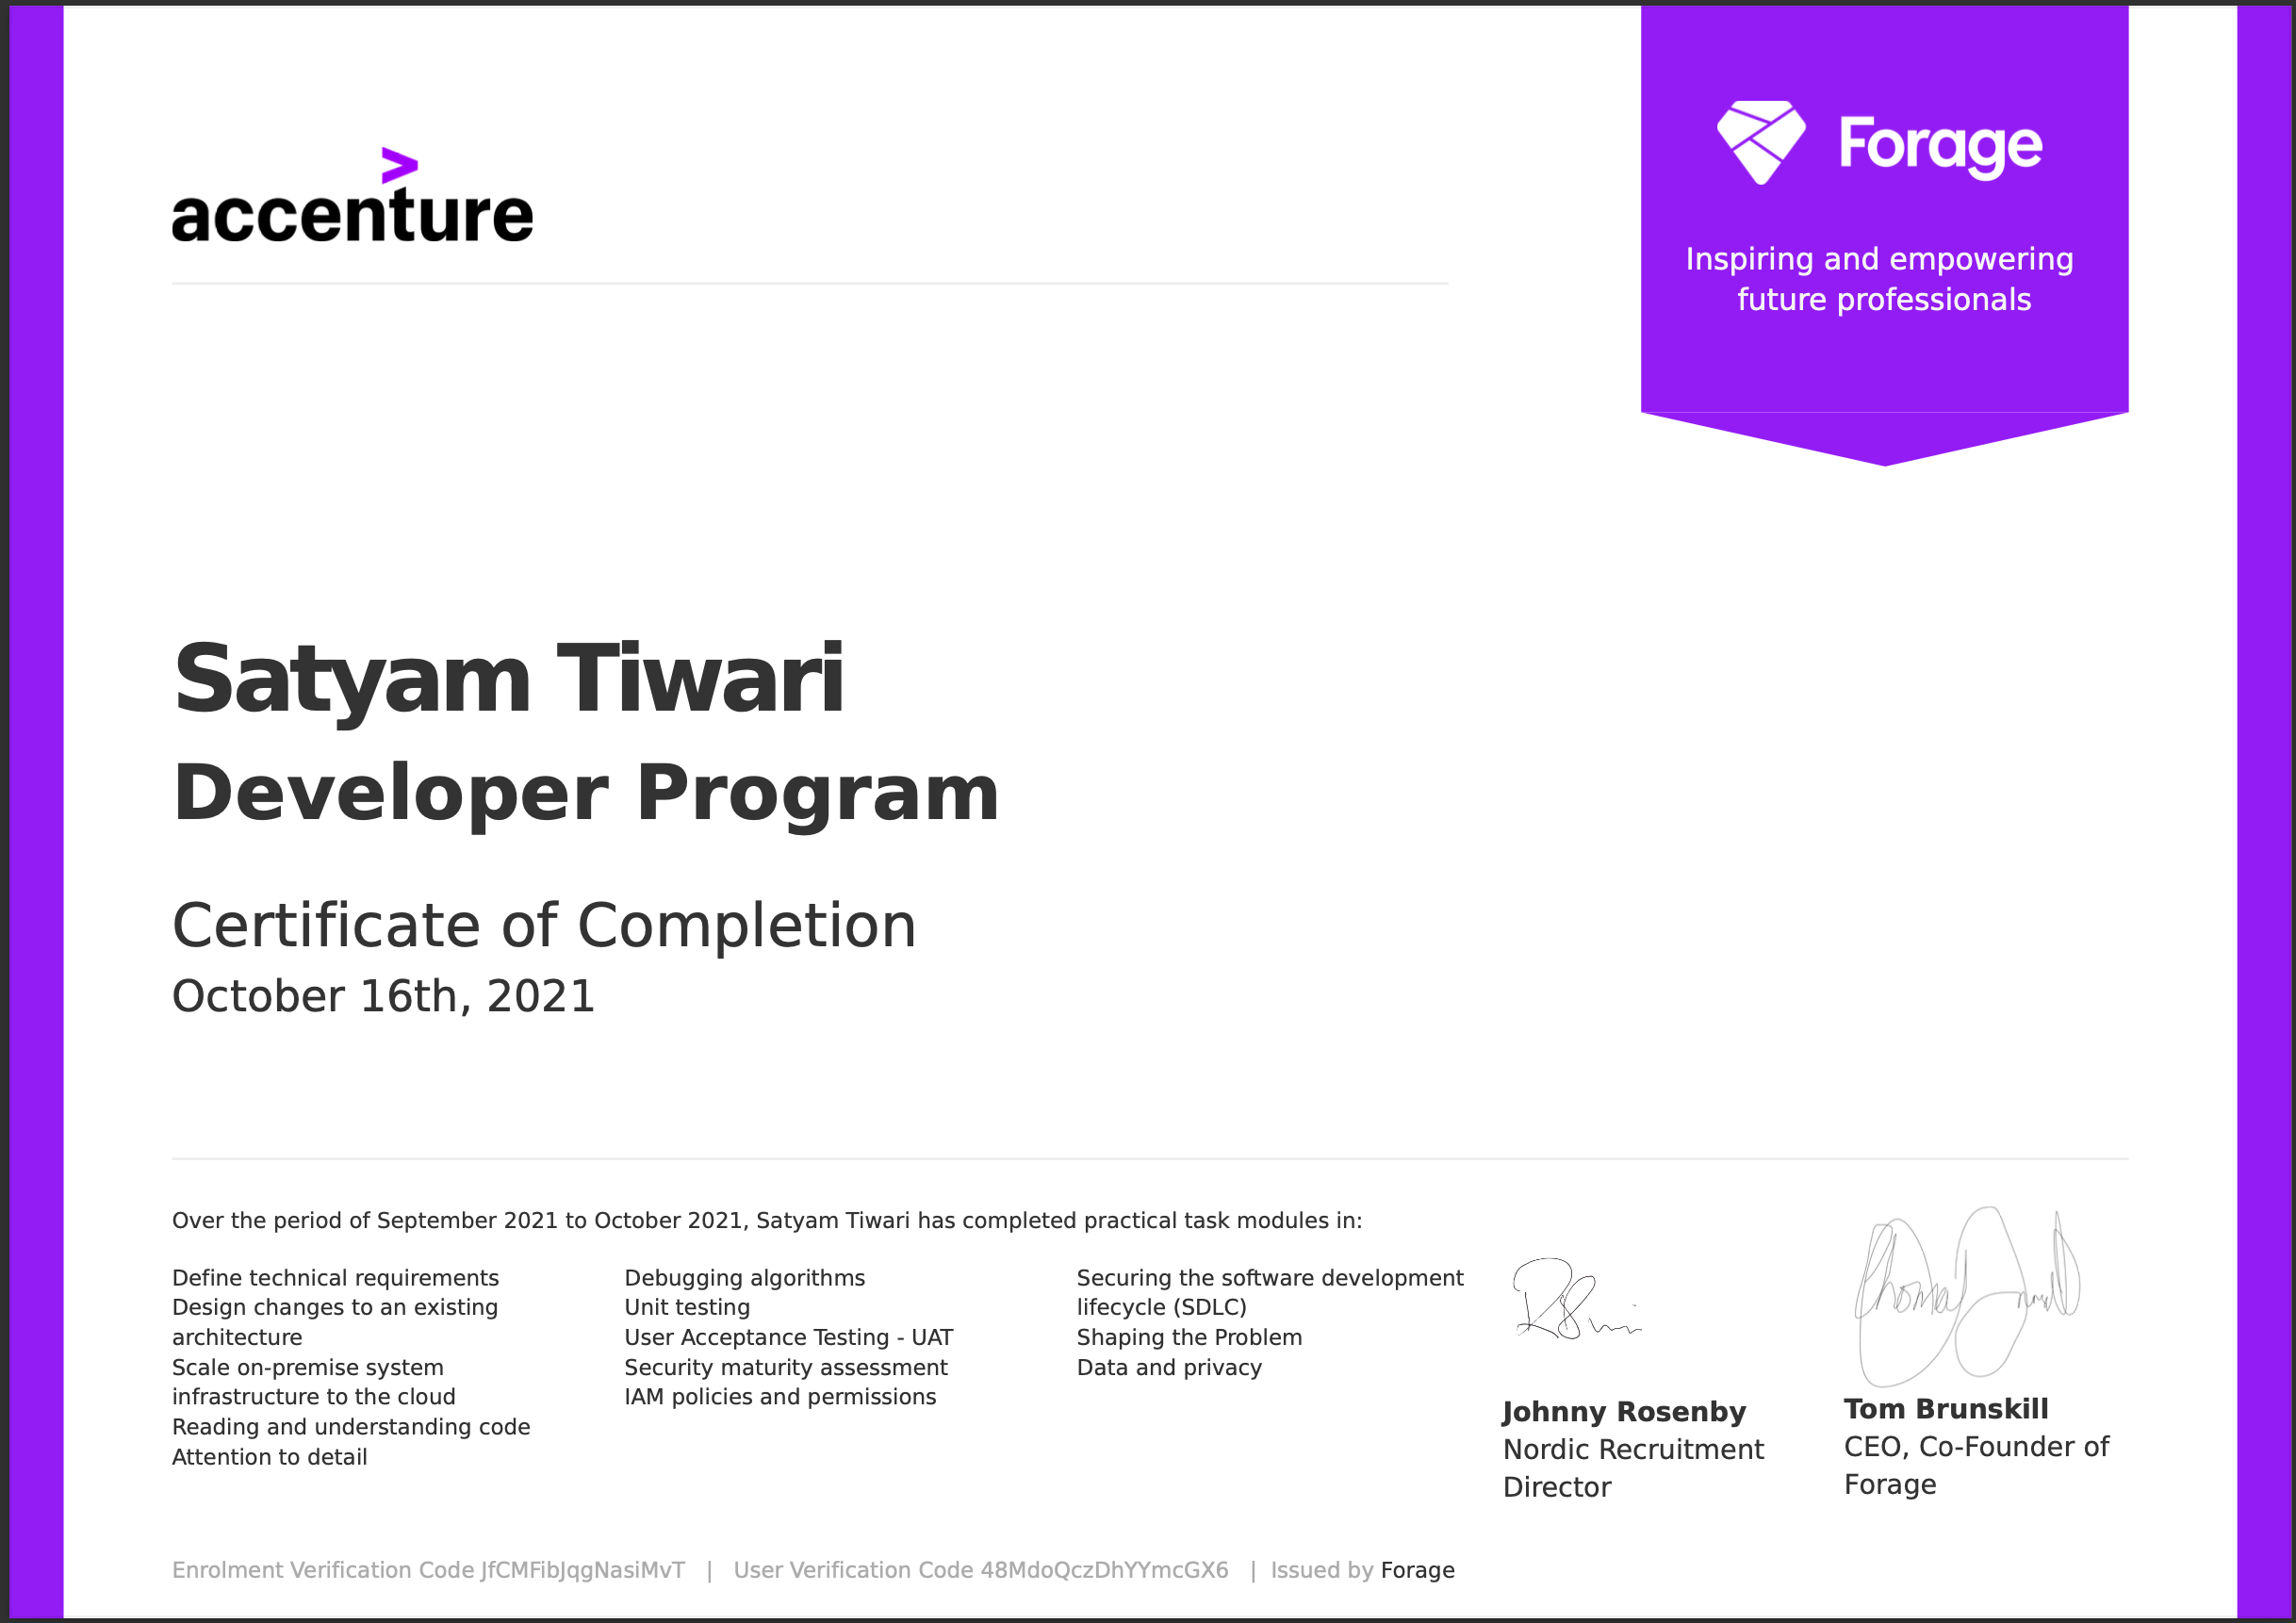 accenture
Forage
Inspiring and empowering
future professionals
Satyam Tiwari
Developer Program
Certificate of Completion
October 16th, 2021
Over the period of September 2021 to October 2021, Satyam Tiwari has completed practical task modules in:
Define technical requirements
Design changes to an existing
architecture
Scale on-premise system
infrastructure to the cloud
Reading and understanding code
Attention to detail
Debugging algorithms
Unit testing
User Acceptance Testing - UAT
Security maturity assessment
IAM policies and permissions
Securing the software development
lifecycle (SDLC)
Shaping the Problem
Data and privacy
Johnny Rosenby
Nordic Recruitment
Director
Tom Brunskill
CEO, Co-Founder of
Forage
Enrolment Verification Code JfCMFibJqgNasiMvT | User Verification Code 48MdoQczDhYYmcGX6 | Issued by Forage